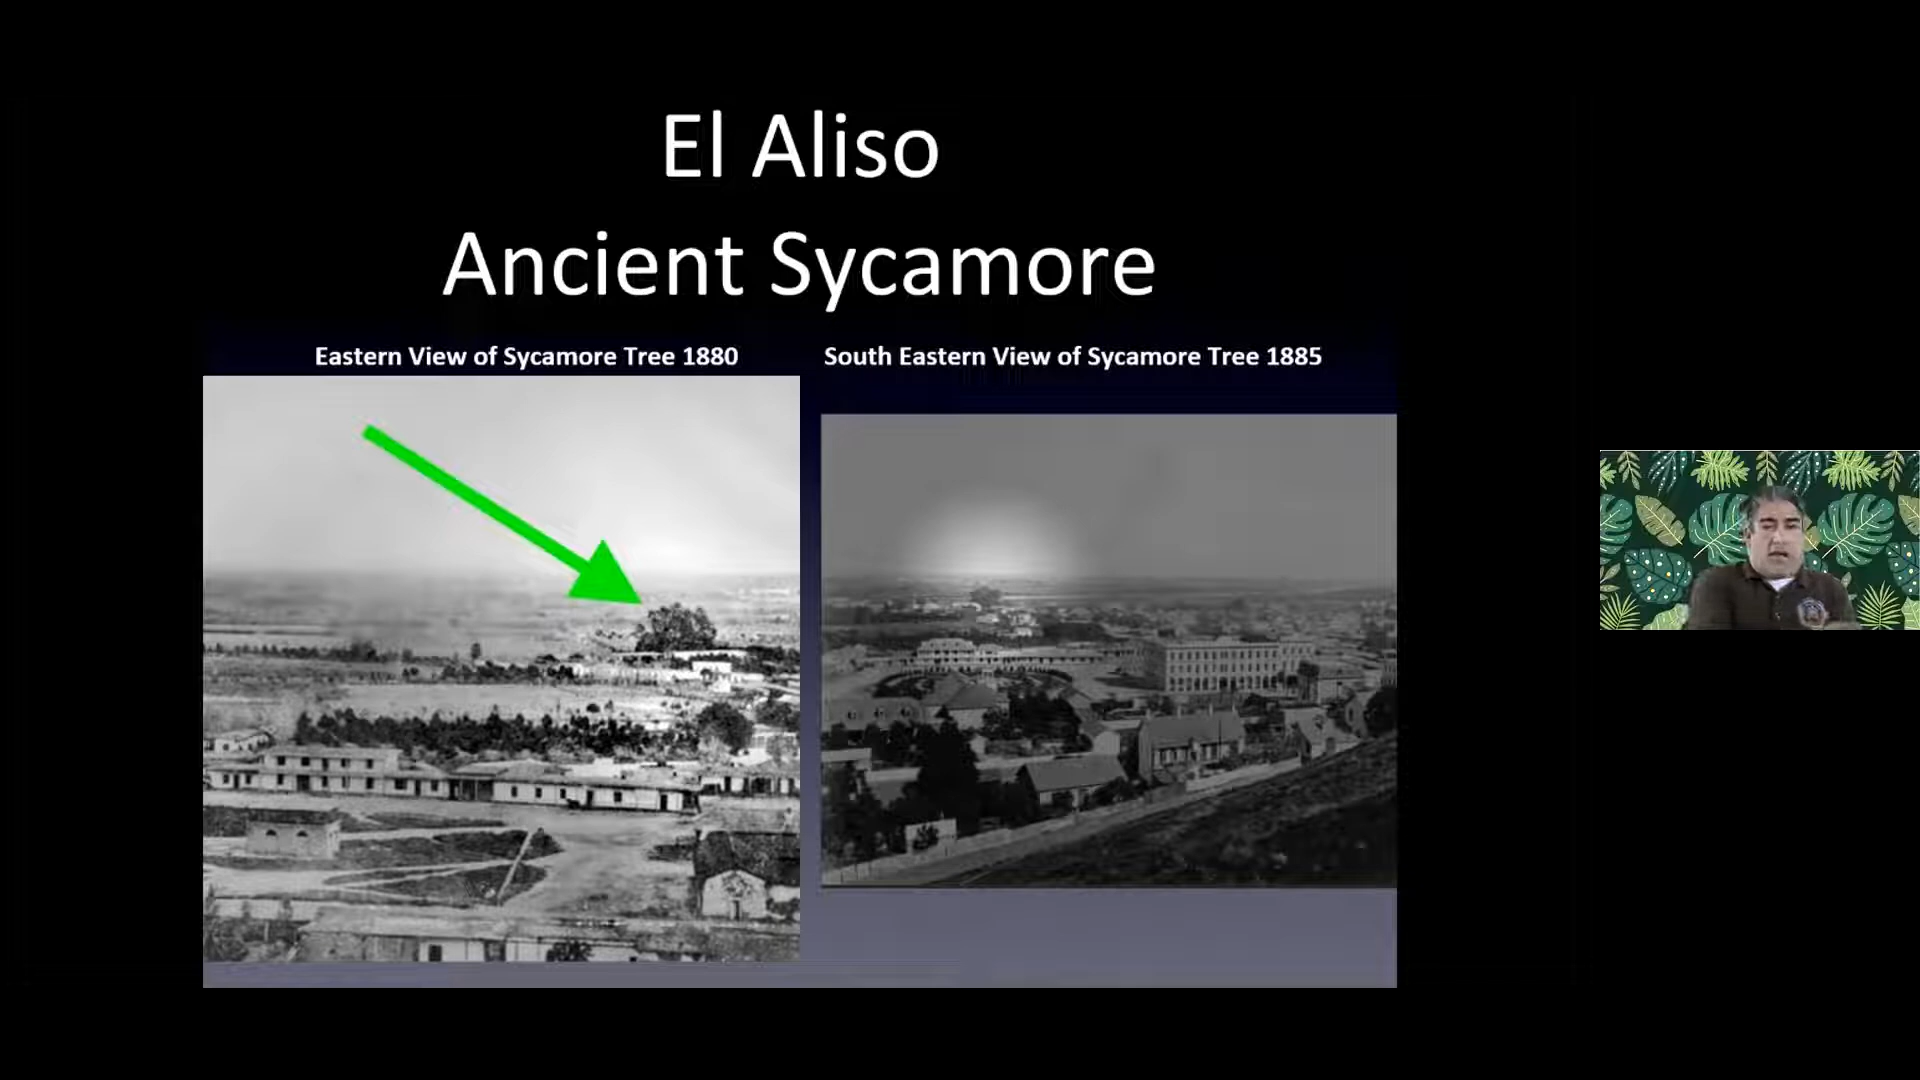 El Aliso
Ancient Sycamore
Eastern View of Sycamore Tree 1880
South Eastern View of Sycamore Tree 1885